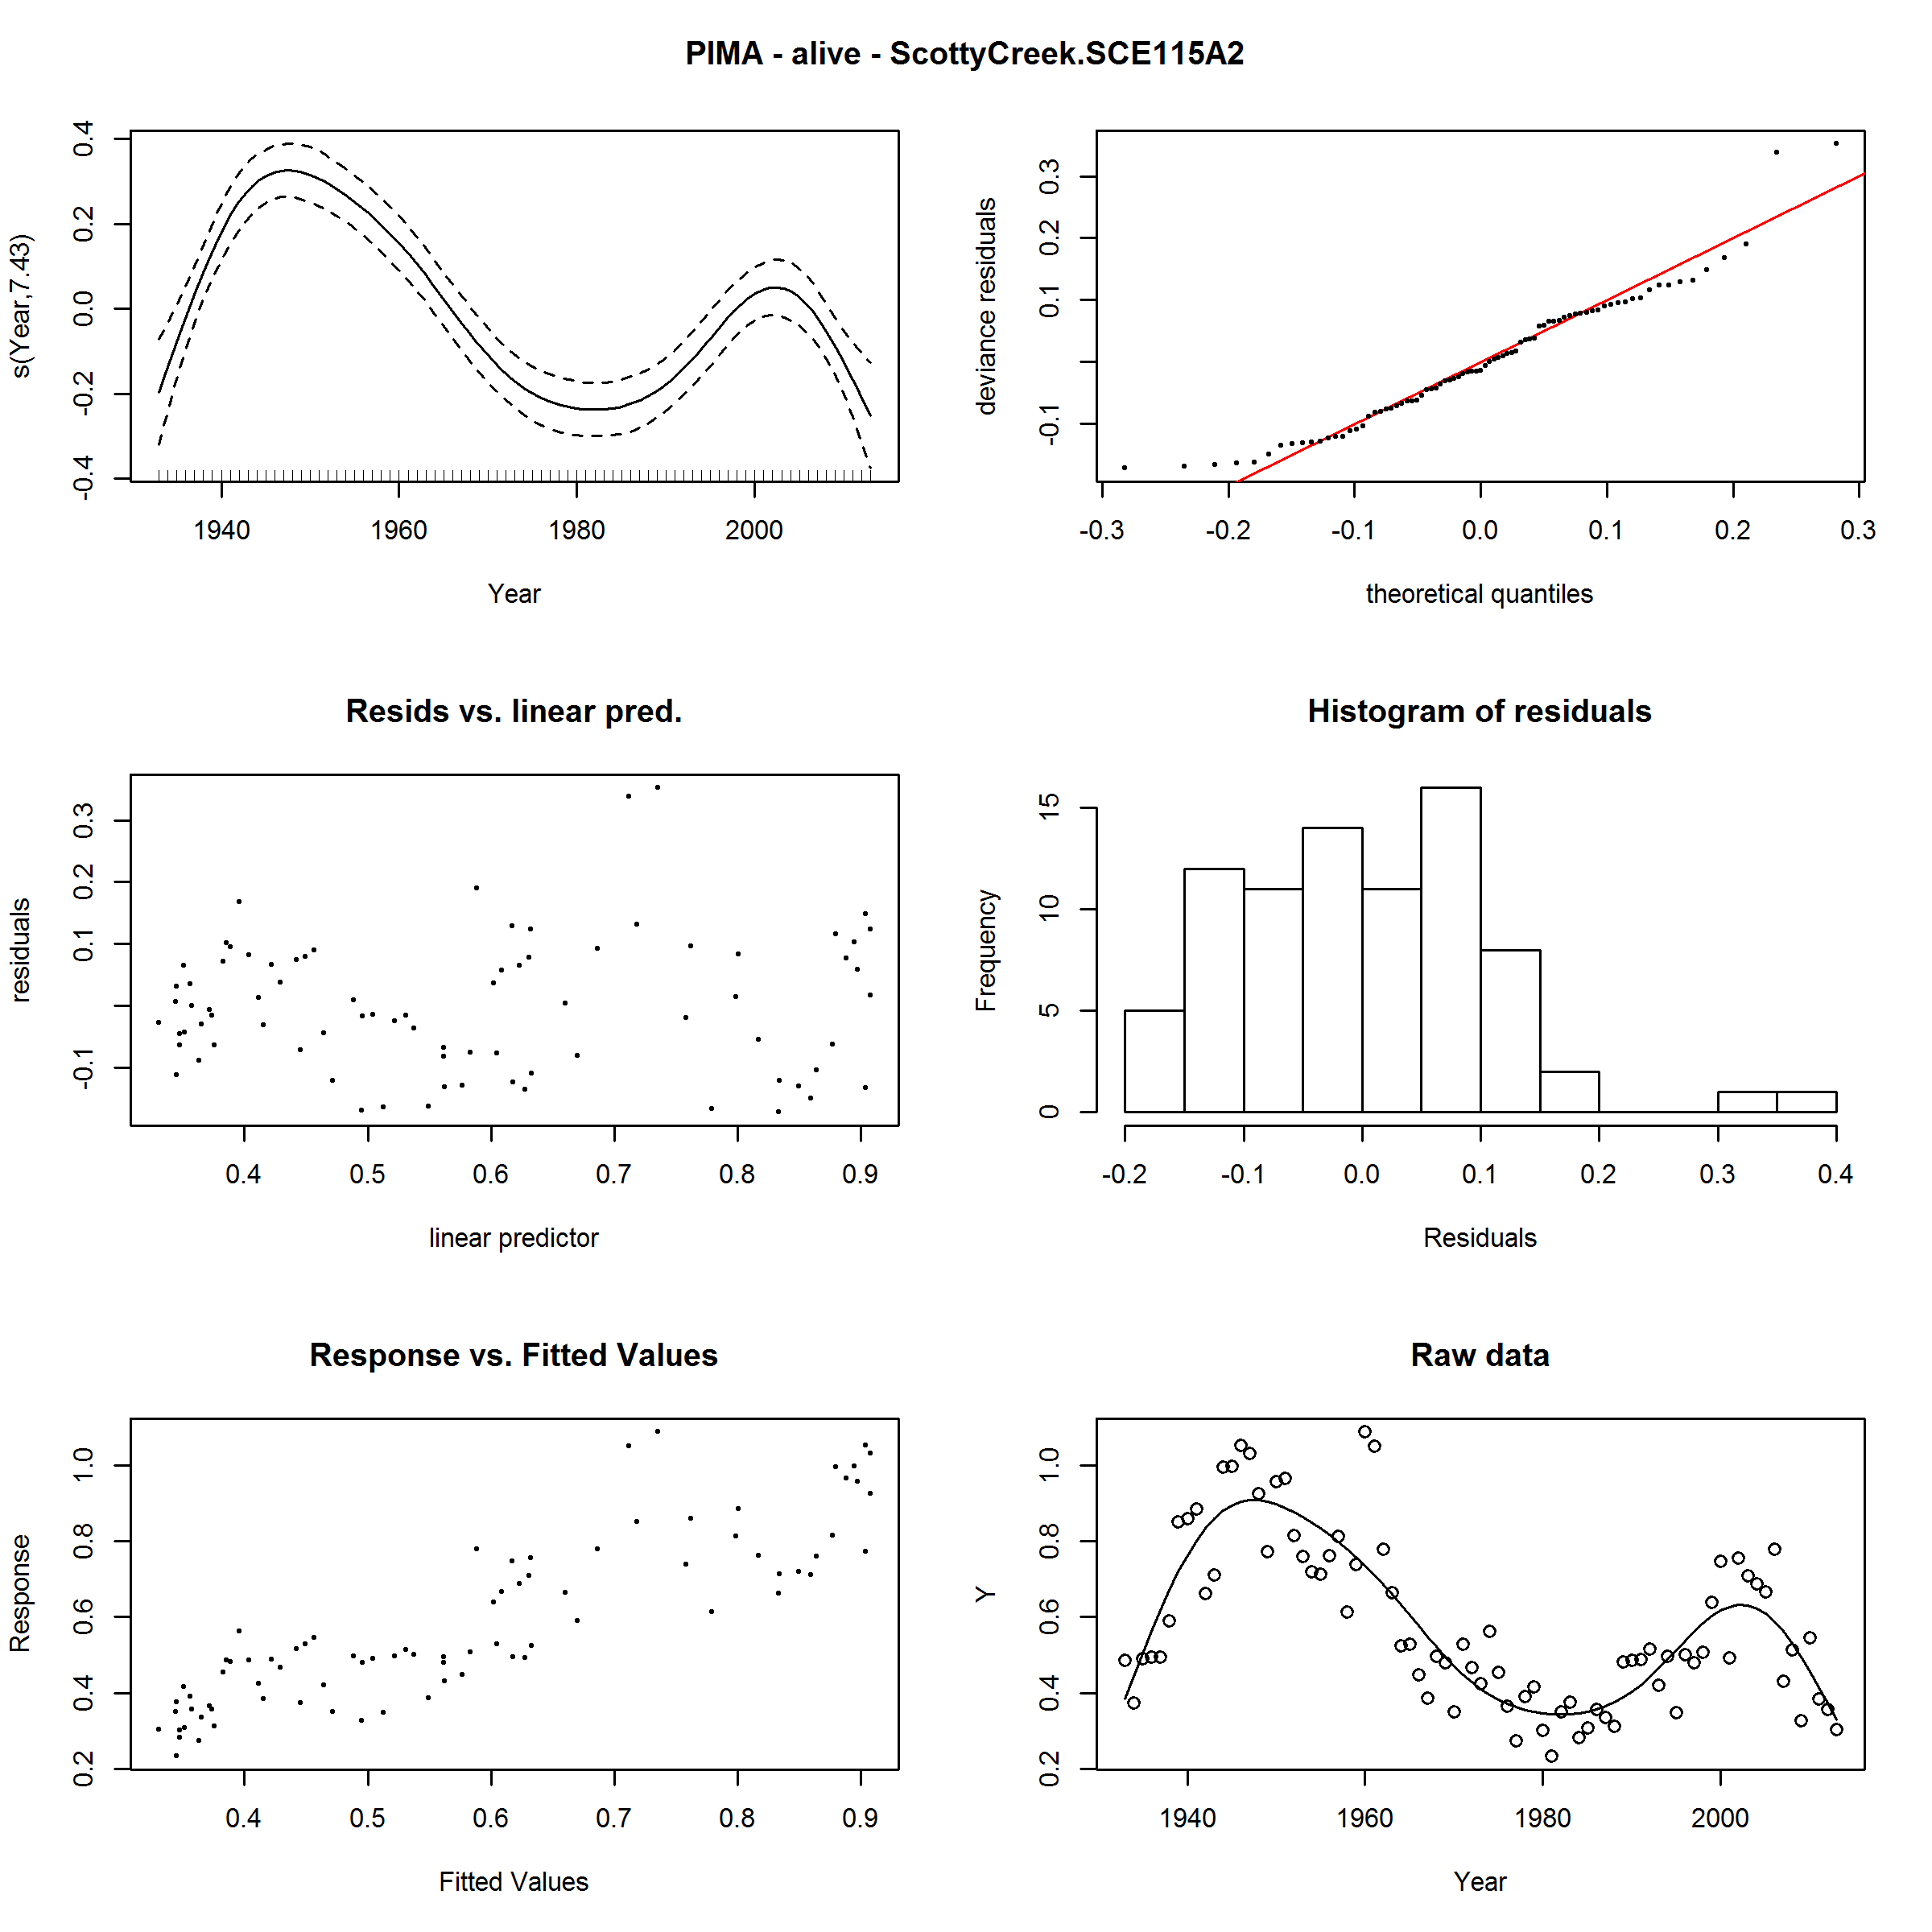 PIMA - alive - ScottyCreek.SCE115A2
s(Year,7.43)
0.4
0.2
0.0
-0.2
-0.4
1940 1960 1980 2000
Year
deviance residuals
0.3
0.2
0.1
-0.1
-0.3 -0.2 -0.1 0.0 0.1 0.2 0.3
theoretical quantiles
Resids vs. linear pred.
residuals
0.3
0.2
0.1
-0.1
0.4 0.5 0.6 0.7 0.8 0.9
linear predictor
Histogram of residuals
Frequency
15
10
5
0
-0.2 -0.1 0.0 0.1 0.2 0.3 0.4
Residuals
Response vs. Fitted Values
Response
1.0
0.8
0.6
0.4
0.2
0.4 0.5 0.6 0.7 0.8 0.9
Fitted Values
Raw data
Y
1.0
0.8
0.6
0.4
0.2
1940 1960 1980 2000
Year